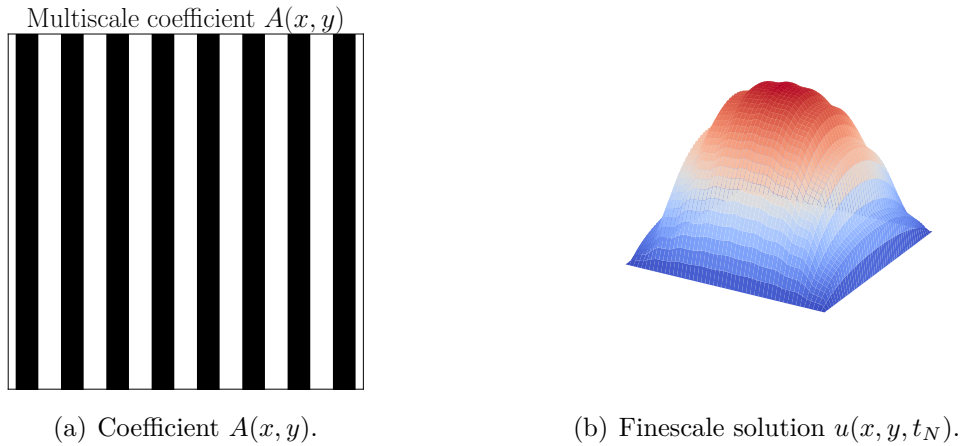 Multiscale coefficient A(x, y)
(a) Coefficient A(x, y).
(b) Finescale solution u(x, y, t_N).